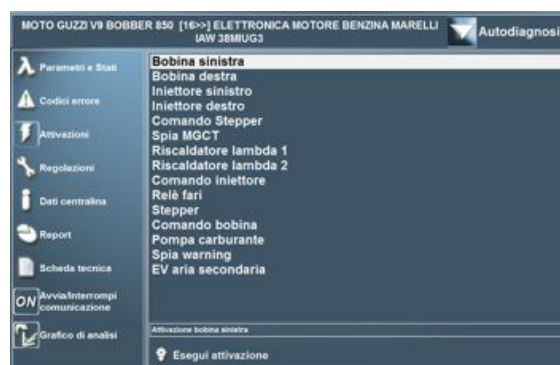 MOTO GUZZI V9 BOBBER 850 [16>>] ELETTRONICA MOTORE BENZINA MARELLI
IAW 38MIUG3
Autodiagnosi
Parametri e Stati
Codici errore
Attivazioni
Regolazioni
Dati centralina
Report
Scheda tecnica
ON Avvia/Interrompi
comunicazione
Grafico di analisi
Bobina sinistra
Bobina destra
Iniettore sinistro
Iniettore destro
Comando Stepper
Spia MGCT
Riscaldatore lambda 1
Riscaldatore lambda 2
Comando iniettore
Relè fari
Stepper
Comando bobina
Pompa carburante
Spia warning
EV aria secondaria
Attivazione bobina sinistra
Esegui attivazione